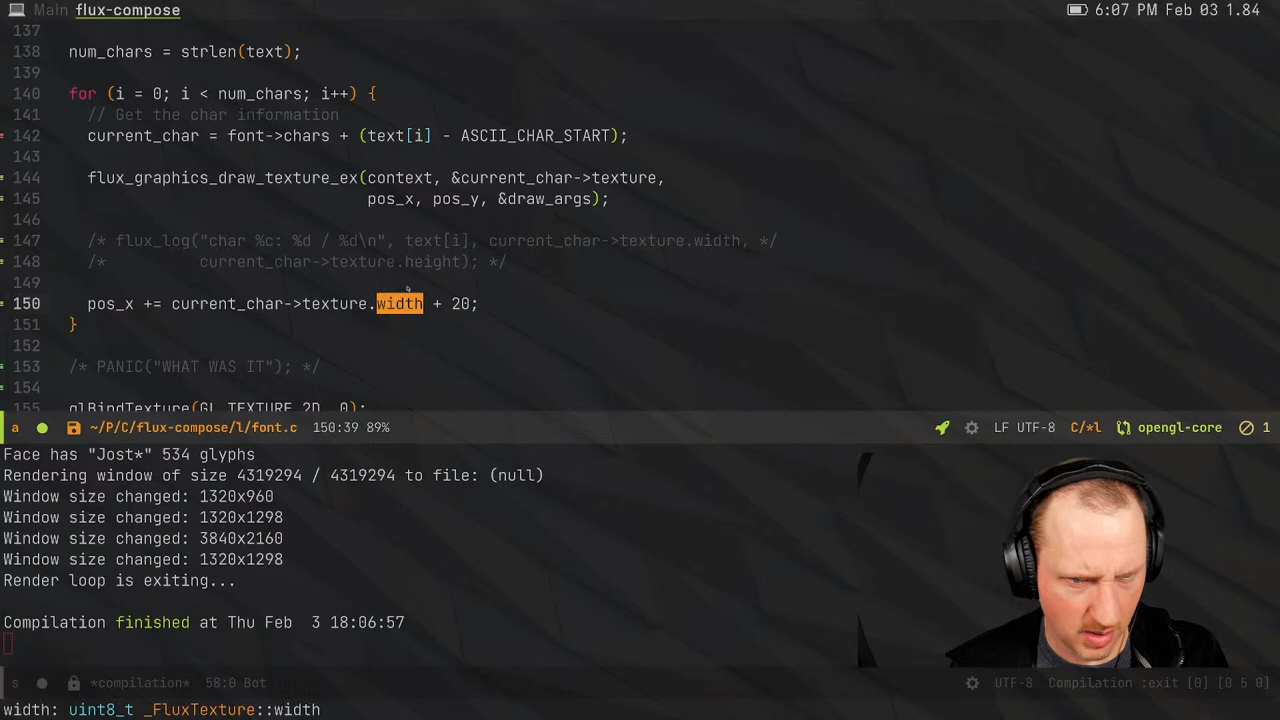 Main flux-compose
6:07 PM Feb 03 1.84
137
138 num_chars = strlen(text);
139
140 for (i = 0; i < num_chars; i++) {
141 // Get the char information
142 current_char = font->chars + (text[i] - ASCII_CHAR_START);
143
144 flux_graphics_draw_texture_ex(context, &current_char->texture,
145 pos_x, pos_y, &draw_args);
146
147 /* flux_log("char %c: %d / %d\n", text[i], current_char->texture.width, */
148 /* current_char->texture.height); */
149
150 pos_x += current_char->texture.width + 20;
151 }
152
153 /* PANIC("WHAT WAS IT"); */
154
155 glBindTexture(GL_TEXTURE_2D, 0);
a ~/P/C/flux-compose/l/font.c 150:39 89% LF UTF-8 C/*l opengl-core 1
Face has "Jost*" 534 glyphs
Rendering window of size 4319294 / 4319294 to file: (null)
Window size changed: 1320x960
Window size changed: 1320x1298
Window size changed: 3840x2160
Window size changed: 1320x1298
Render loop is exiting...
Compilation finished at Thu Feb  3 18:06:57
s *compilation* 58:0 Bot UTF-8 Compilation :exit [0] [0 5 0]
width: uint8_t _FluxTexture::width